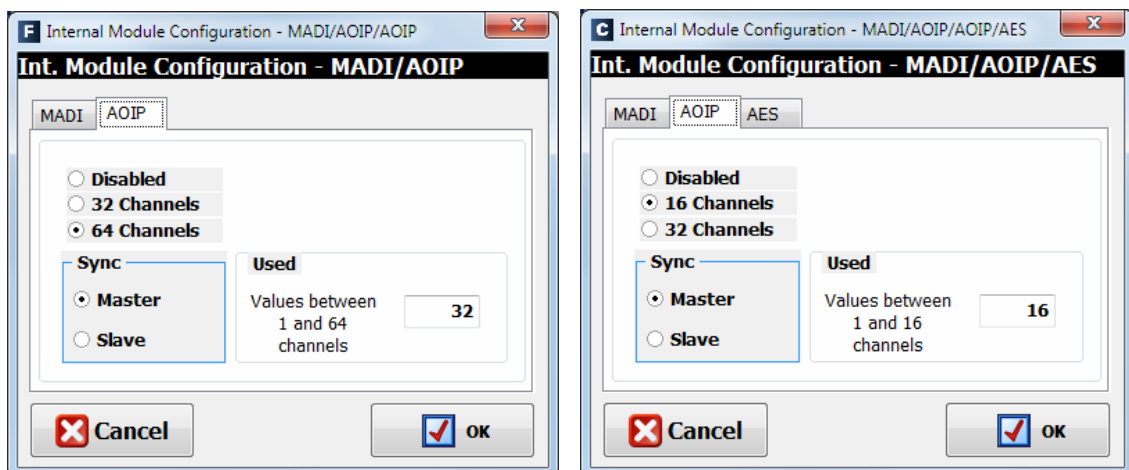 F Internal Module Configuration - MADI/AOIP/AOIP
Int. Module Configuration - MADI/AOIP
MADI AOIP
Disabled
32 Channels
64 Channels
Sync
Master
Slave
Used
Values between
1 and 64
channels
32
Cancel
OK
C Internal Module Configuration - MADI/AOIP/AOIP/AES
Int. Module Configuration - MADI/AOIP/AES
MADI AOIP AES
Disabled
16 Channels
32 Channels
Sync
Master
Slave
Used
Values between
1 and 16
channels
16
Cancel
OK